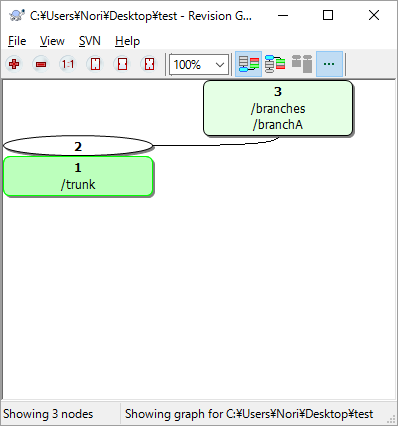 C:¥Users¥Nori¥Desktop¥test - Revision G...
File View SVN Help
1:1 100% ...
3
/branches
/branchA
2
1
/trunk
Showing 3 nodes Showing graph for C:¥Users¥Nori¥Desktop¥test